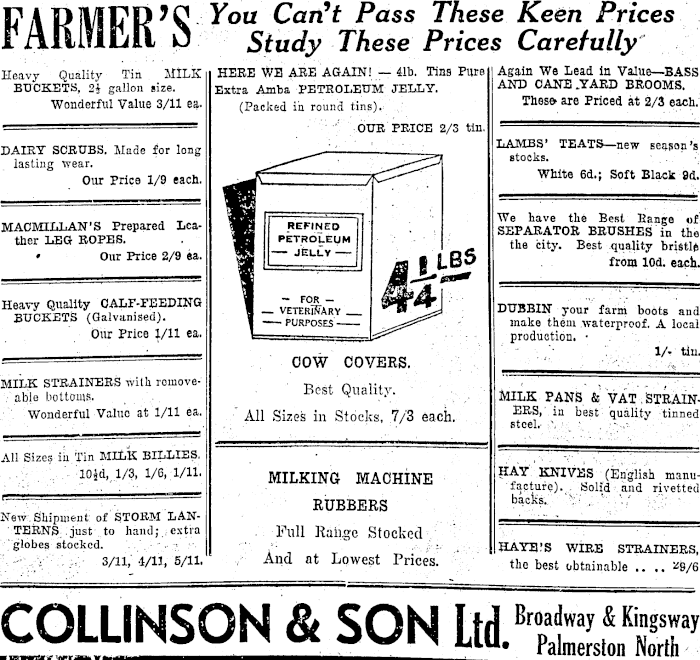 FARMER'S You Can't Pass These Keen Prices
Study These Prices Carefully
Heavy Quality Tin MILK
BUCKETS, 2½ gallon size.
Wonderful Value 3/11 ea.
DAIRY SCRUBS. Made for long
lasting wear.
Our Price 1/9 each.
MACMILLAN'S Prepared Lea-
ther LEG ROPES.
Our Price 2/9 ea.
Heavy Quality CALF-FEEDING
BUCKETS (Galvanised).
Our Price 1/11 ea.
MILK STRAINERS with remove-
able bottoms.
Wonderful Value at 1/11 ea.
All Sizes in Tin MILK BILLIES.
10½d, 1/3, 1/6, 1/11.
New Shipment of STORM LAN-
TERNS just to hand; extra
globes stocked.
3/11, 4/11, 5/11.
HERE WE ARE AGAIN! — 4lb. Tins Pure
Extra Amba PETROLEUM JELLY.
(Packed in round tins).
OUR PRICE 2/3 tin.
REFINED
PETROLEUM
— JELLY —
— FOR —
VETERINARY
— PURPOSES —
4 1/4 LBS
COW COVERS.
Best Quality.
All Sizes in Stocks, 7/3 each.
MILKING MACHINE
RUBBERS
Full Range Stocked
And at Lowest Prices.
Again We Lead in Value—BASS
AND CANE YARD BROOMS.
These are Priced at 2/3 each.
LAMBS' TEATS—new season's
stocks.
White 6d.; Soft Black 9d.
We have the Best Range of
SEPARATOR BRUSHES in the
the city. Best quality bristle
from 10d. each.
DUBBIN your farm boots and
make them waterproof. A local
production.
1/- tin.
MILK PANS & VAT STRAIN-
ERS, in best quality tinned
steel.
HAY KNIVES (English manu-
facture). Solid and rivetted
backs.
HAYE'S WIRE STRAINERS,
the best obtainable .... 29/6
COLLINSON & SON Ltd. Broadway & Kingsway
Palmerston North